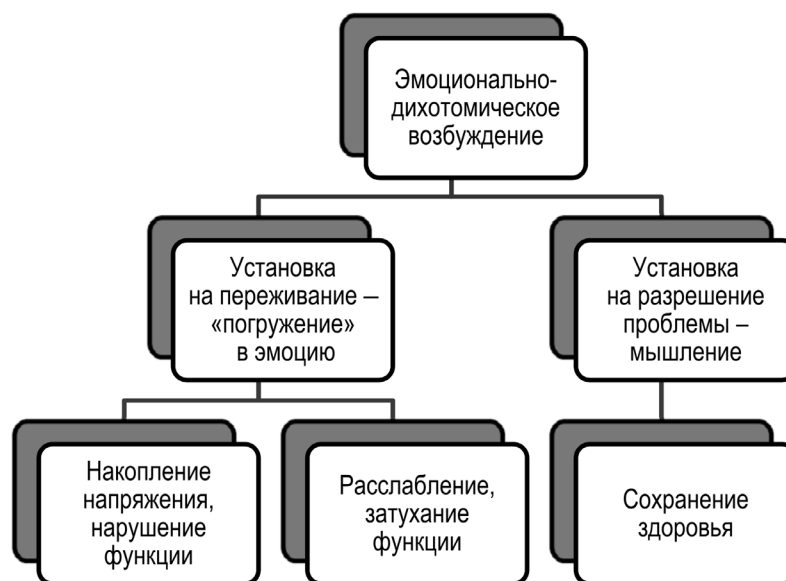 Эмоционально-
дихотомическое
возбуждение
Установка
на переживание –
«погружение»
в эмоцию
Установка
на разрешение
проблемы –
мышление
Накопление
напряжения,
нарушение
функции
Расслабление,
затухание
функции
Сохранение
здоровья